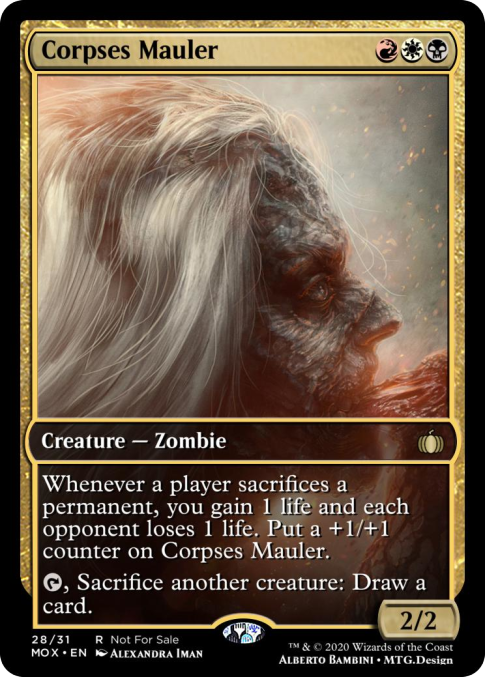 Corpses Mauler
Creature — Zombie
Whenever a player sacrifices a
permanent, you gain 1 life and each
opponent loses 1 life. Put a +1/+1
counter on Corpses Mauler.
, Sacrifice another creature: Draw a
card.
2/2
28/31 R Not For Sale
MOX • EN Alexandra Iman
™ & © 2020 Wizards of the Coast
Alberto Bambini • MTG.Design